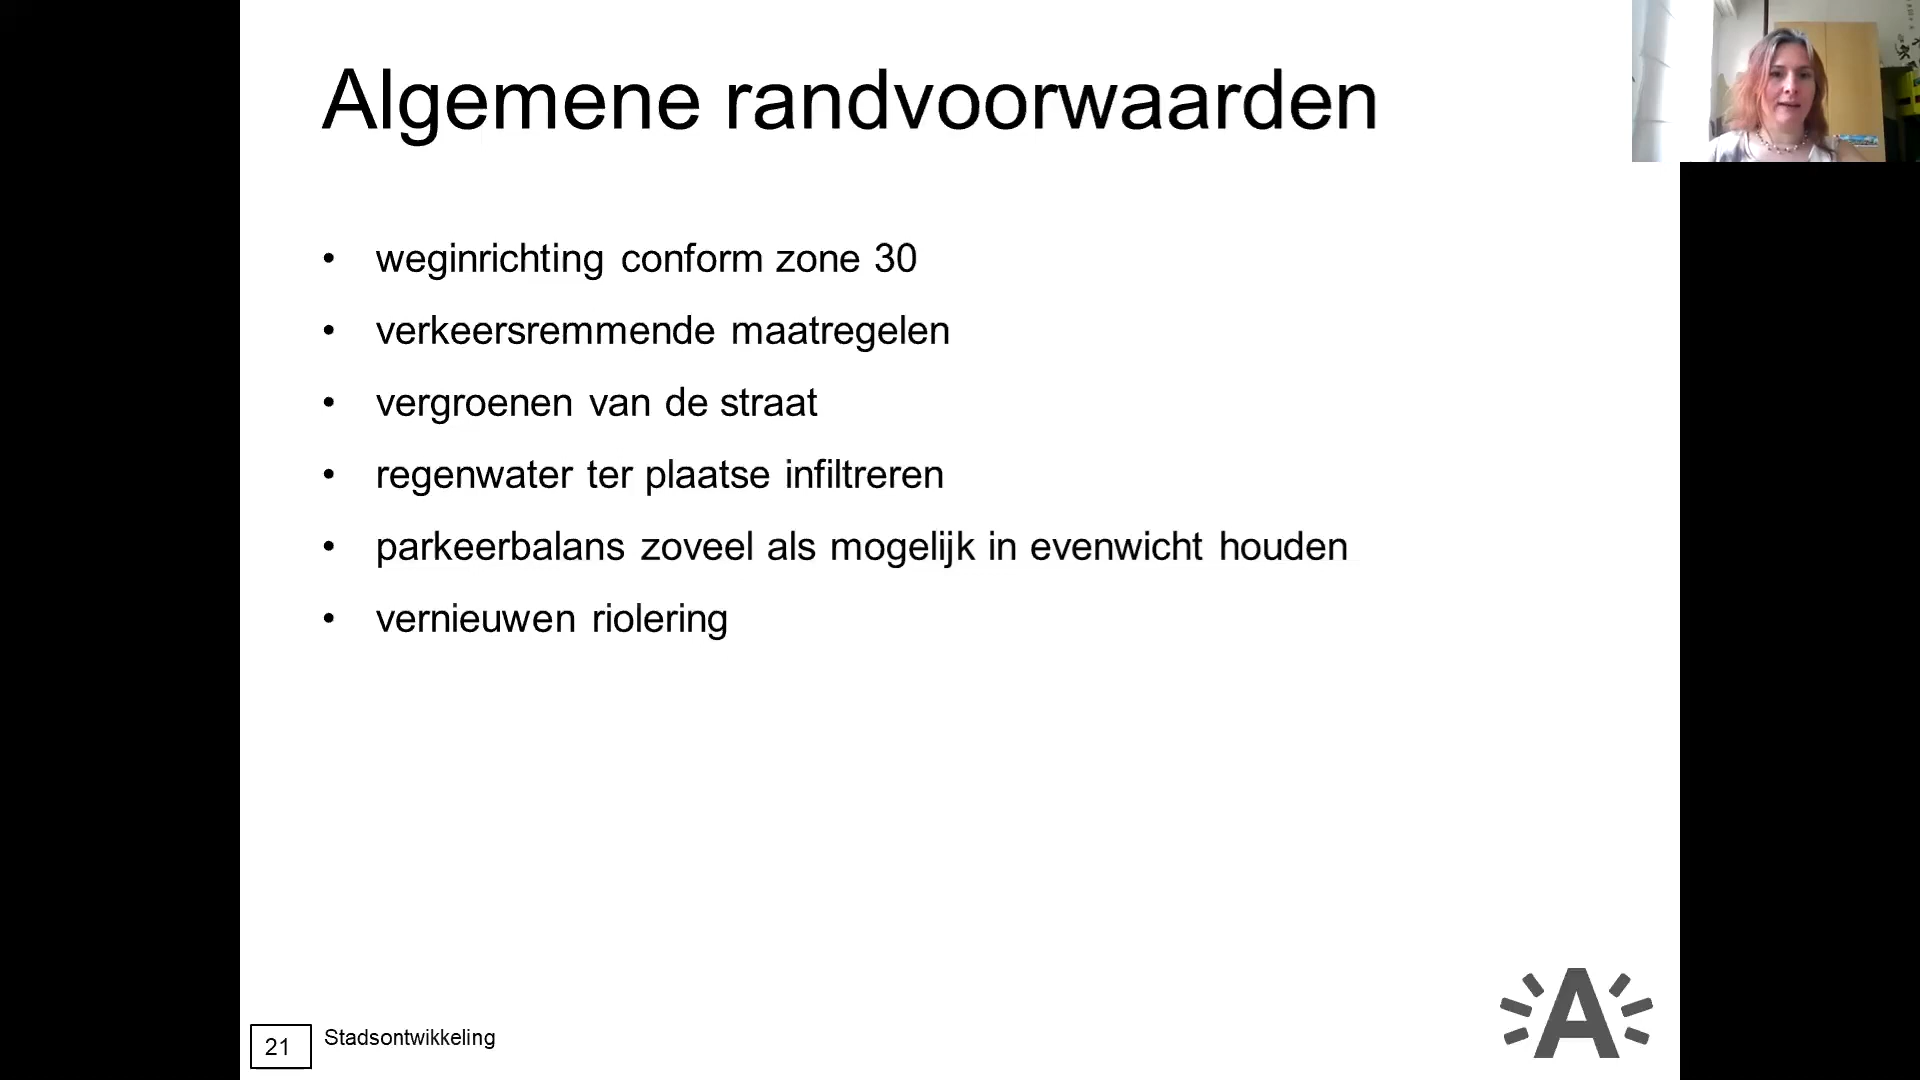 Algemene randvoorwaarden
• weginrichting conform zone 30
• verkeersremmende maatregelen
• vergroenen van de straat
• regenwater ter plaatse infiltreren
• parkeerbalans zoveel als mogelijk in evenwicht houden
• vernieuwen riolering
21 Stadsontwikkeling
A